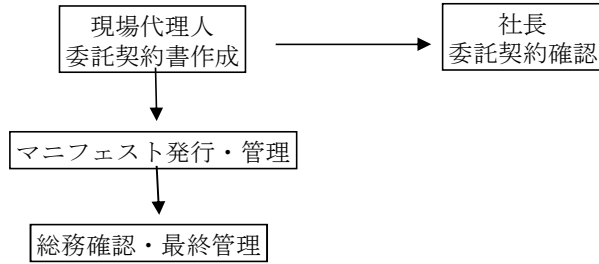 現場代理人
委託契約書作成
社長
委託契約確認
マニフェスト発行・管理
総務確認・最終管理